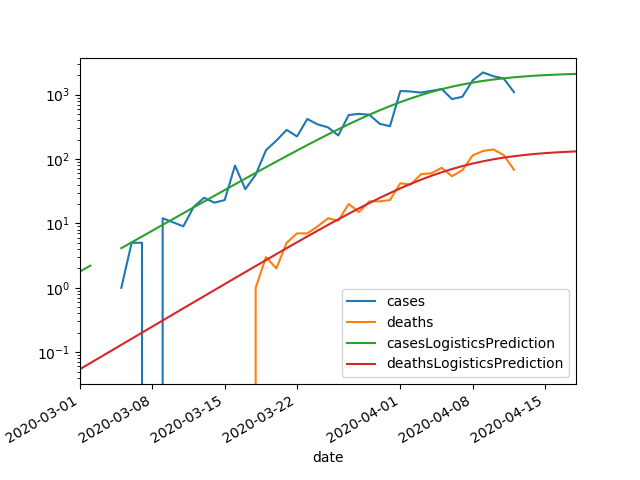 10³
10²
10¹
10⁰
10⁻¹
cases
deaths
casesLogisticsPrediction
deathsLogisticsPrediction
2020-03-01
2020-03-08
2020-03-15
2020-03-22
2020-04-01
2020-04-08
2020-04-15
date